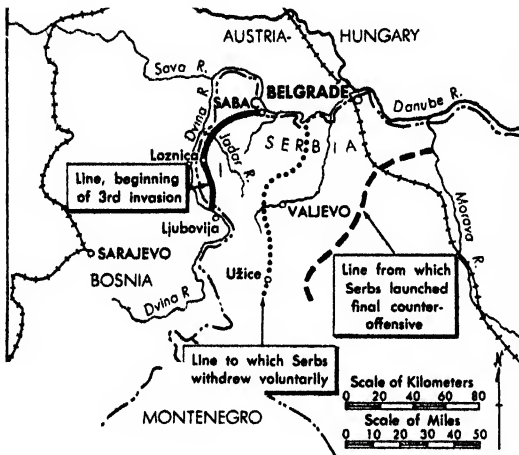 AUSTRIA- HUNGARY
Sava R.
Dvina R.
SABAC
BELGRADE
Danube R.
SERBIA
Loznica
Jadar R.
Line, beginning
of 3rd invasion
Ljubovija
VALJEVO
Morava R.
SARAJEVO
BOSNIA
Užice
Line from which
Serbs launched
final counter-
offensive
Dvina R
Line to which Serbs
withdrew voluntarily
MONTENEGRO
N
Scale of Kilometers
0 20 40 60 80
Scale of Miles
0 10 20 30 40 50